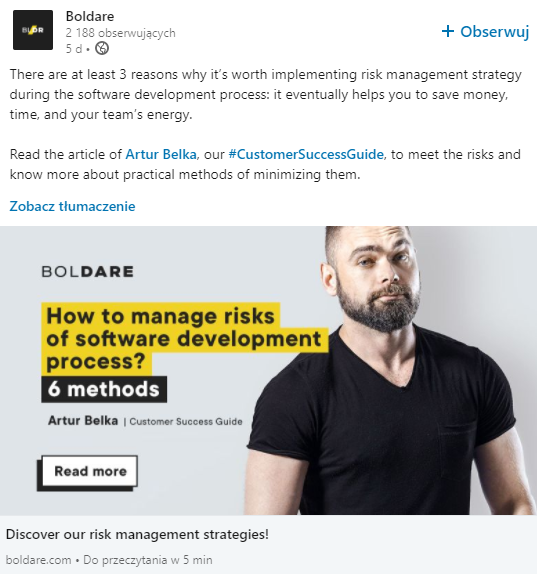 BLDR
Boldare
2 188 obserwujących
5 d •
+ Obserwuj
There are at least 3 reasons why it’s worth implementing risk management strategy
during the software development process: it eventually helps you to save money,
time, and your team’s energy.
Read the article of Artur Belka, our #CustomerSuccessGuide, to meet the risks and
know more about practical methods of minimizing them.
Zobacz tłumaczenie
BOLDARE
How to manage risks
of software development
process?
6 methods
Artur Belka | Customer Success Guide
Read more
Discover our risk management strategies!
boldare.com • Do przeczytania w 5 min